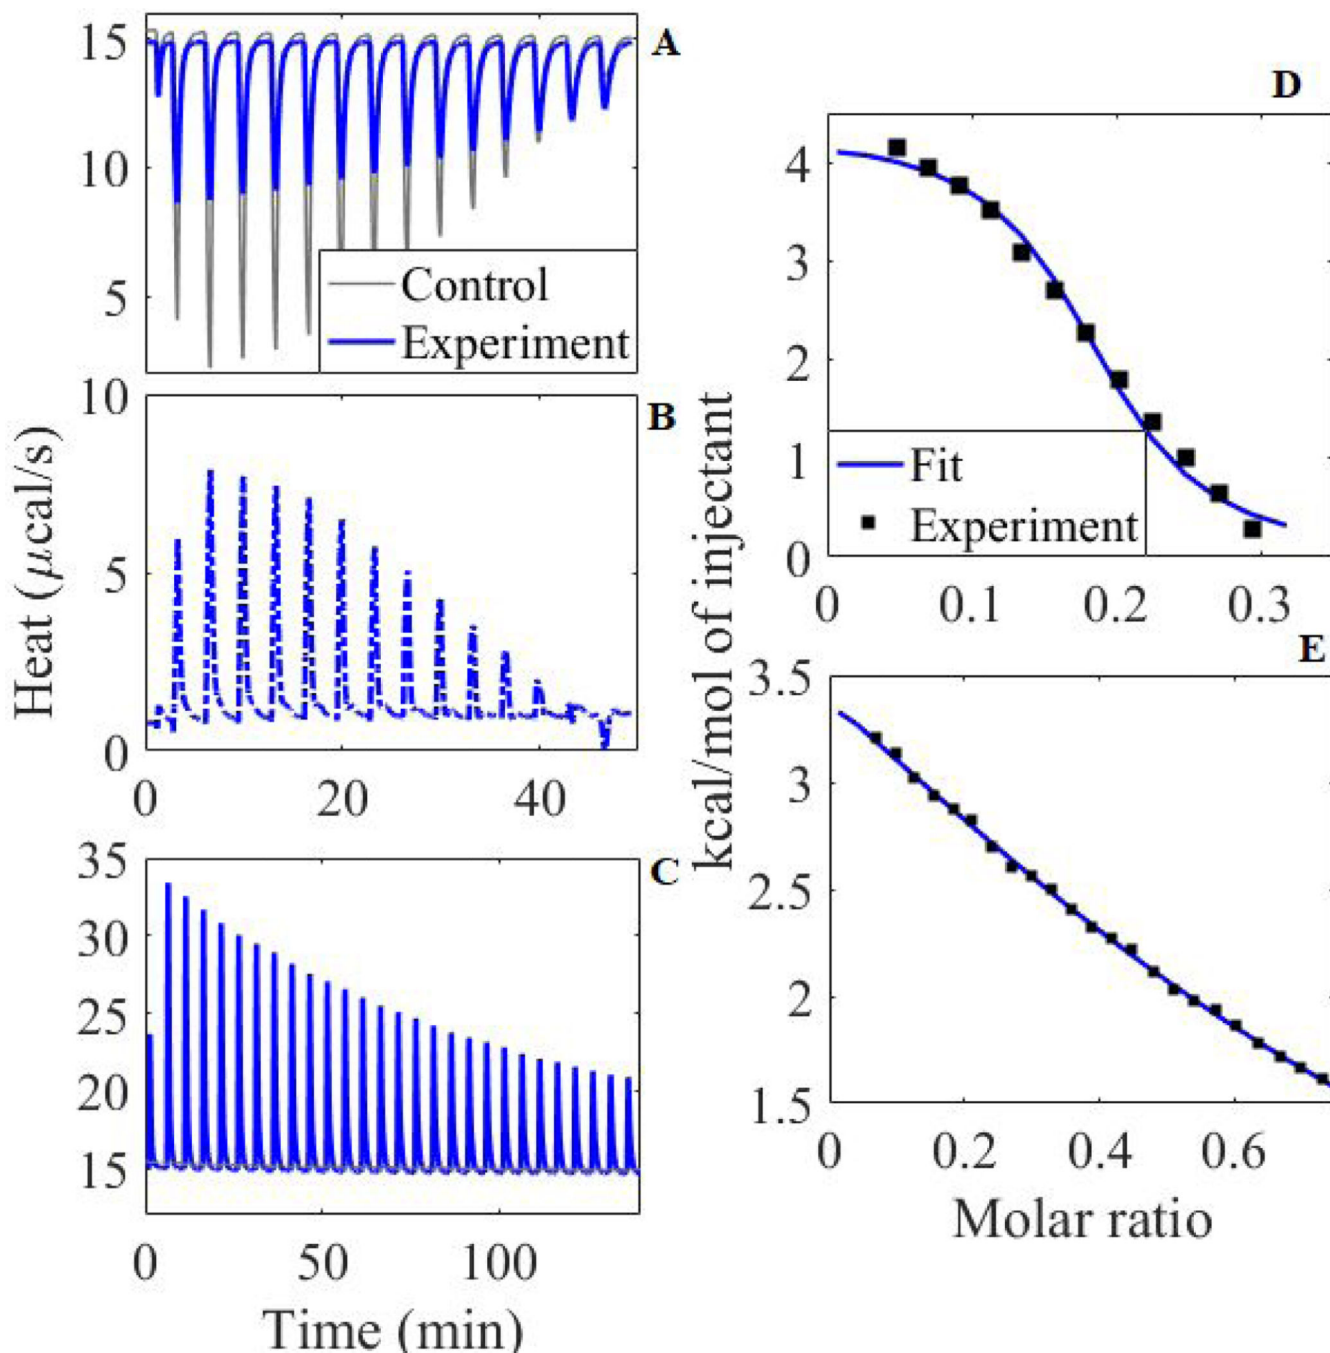 A
15
10
5
Control
Experiment
B
10
5
0
0
20
40
Heat (μcal/s)
C
35
30
25
20
15
0
50
100
Time (min)
D
4
3
2
1
0
Fit
Experiment
0
0.1
0.2
0.3
kcal/mol of injectant
E
3.5
3
2.5
2
1.5
0
0.2
0.4
0.6
Molar ratio